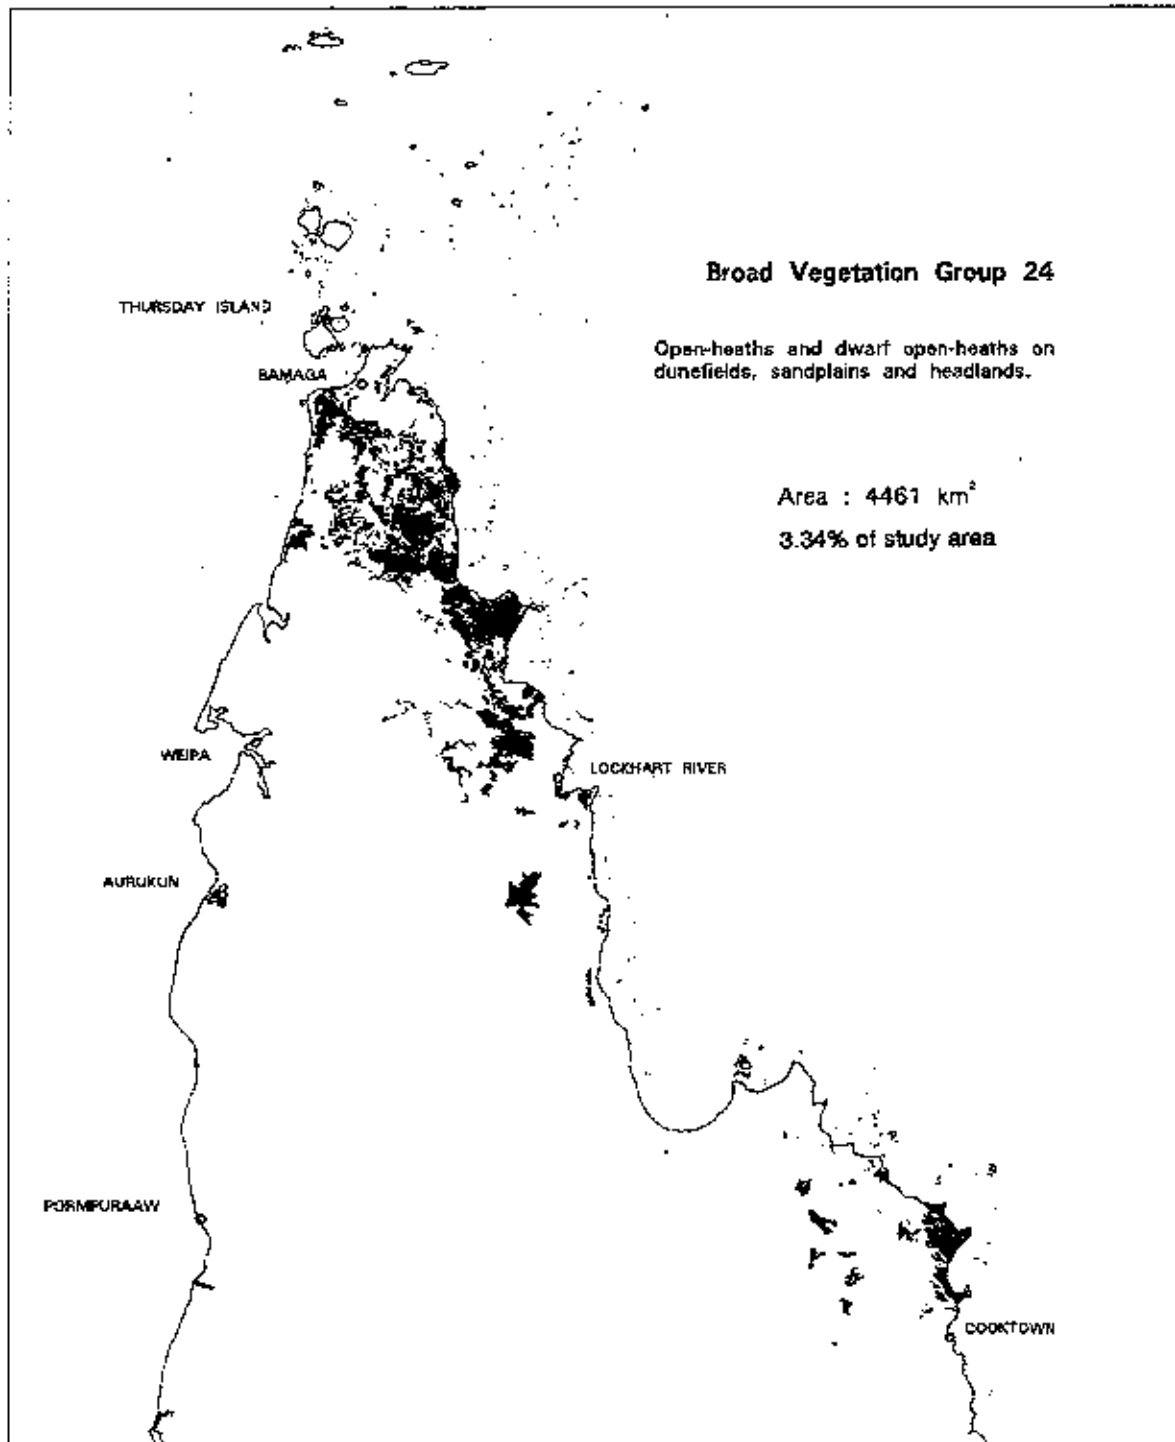 Broad Vegetation Group 24
THURSDAY ISLAND
Open-heaths and dwarf open-heaths on
dunefields, sandplains and headlands.
BAMAGA
Area : 4461 km²
3.34% of study area
WEIPA
LOCKHART RIVER
AURUKUN
PORMPURAAW
COOKTOWN